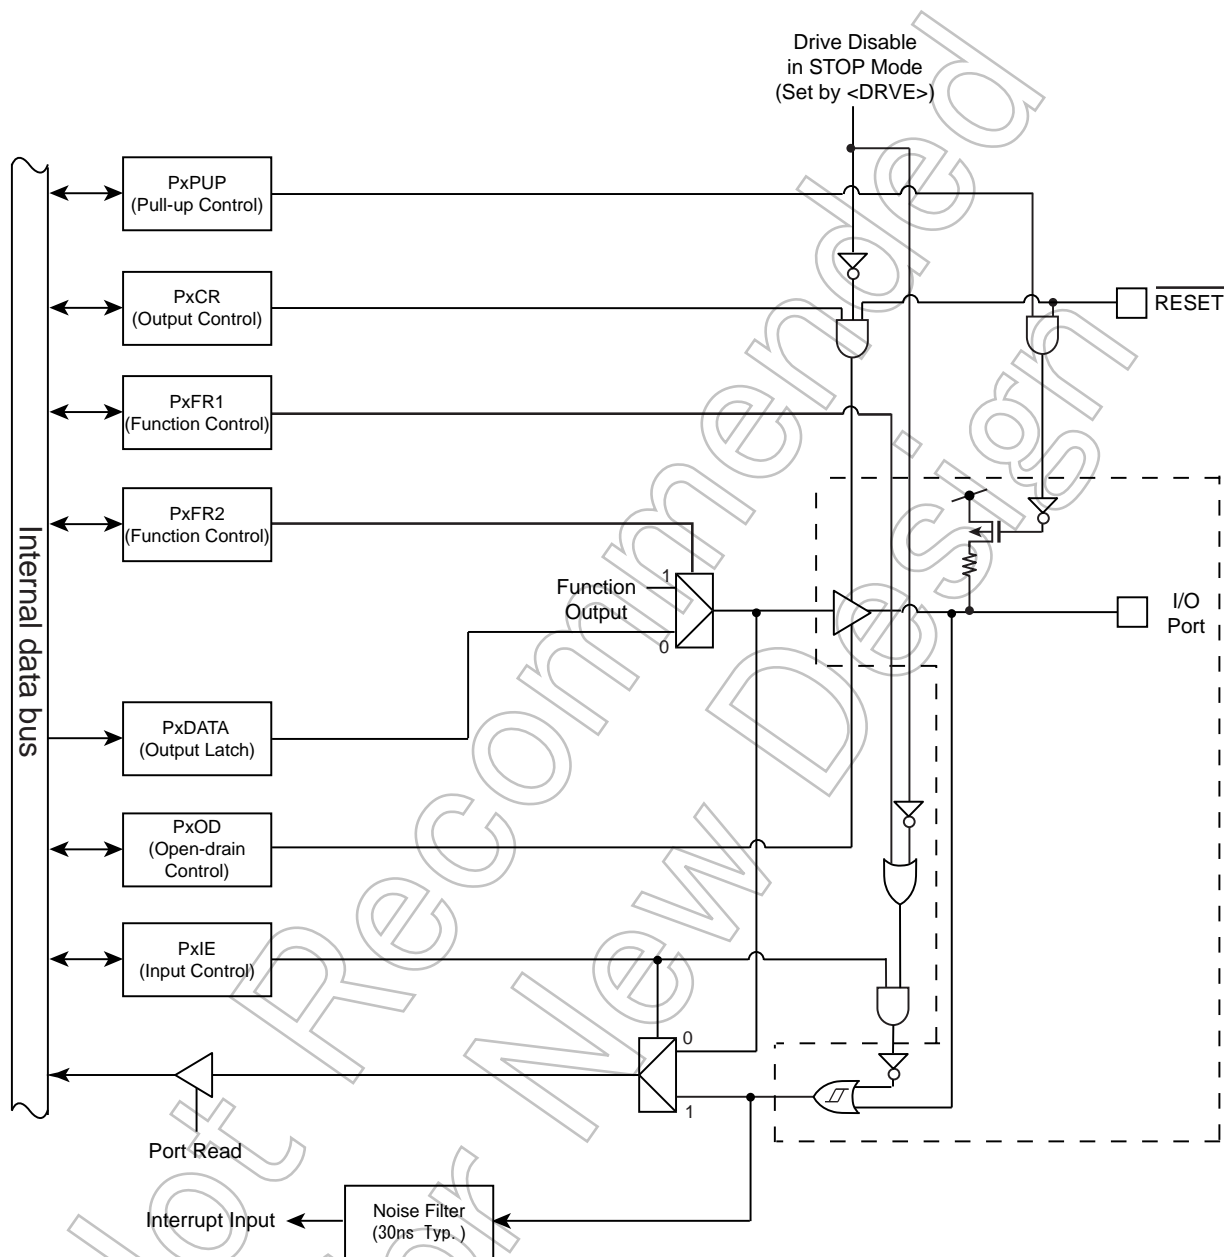 Drive Disable
in STOP Mode
(Set by <DRVE>)
PxPUP
(Pull-up Control)
PxCR
(Output Control)
RESET
PxFR1
(Function Control)
PxFR2
(Function Control)
1
Function
Output
0
I/O
Port
Internal data bus
PxDATA
(Output Latch)
PxOD
(Open-drain
Control)
PxIE
(Input Control)
0
1
Port Read
Interrupt Input
Noise Filter
(30ns Typ.)
Not Recommended
for New Design